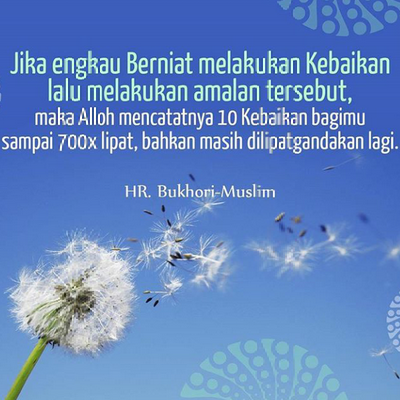 Jika engkau Berniat melakukan Kebaikan
lalu melakukan amalan tersebut,
maka Alloh mencatatnya 10 Kebaikan bagimu
sampai 700x lipat, bahkan masih dilipatgandakan lagi.
HR. Bukhori-Muslim